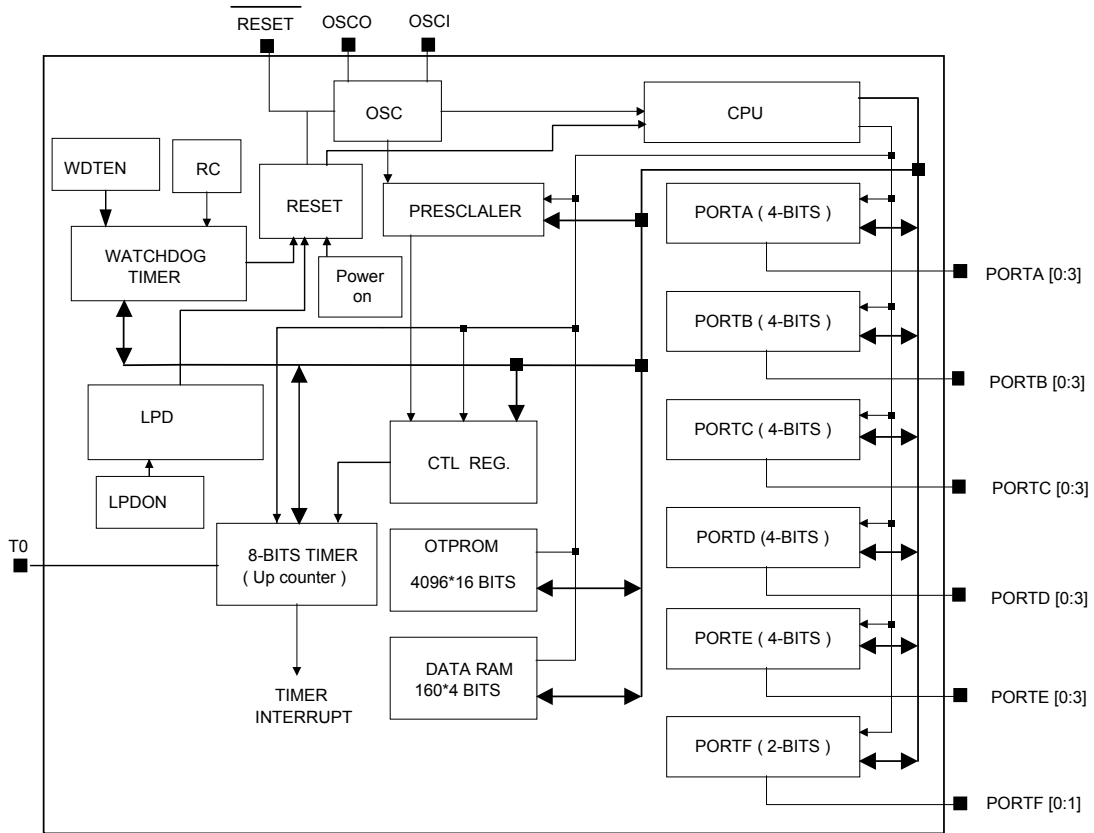 RESET
OSCO
OSCI
OSC
CPU
WDTEN
RC
RESET
PRESCLALER
PORTA ( 4-BITS )
WATCHDOG
TIMER
Power
on
PORTA [0:3]
PORTB ( 4-BITS )
PORTB [0:3]
LPD
PORTC ( 4-BITS )
CTL REG.
LPDON
PORTC [0:3]
T0
8-BITS TIMER
( Up counter )
OTPROM
4096*16 BITS
PORTD (4-BITS )
PORTD [0:3]
PORTE ( 4-BITS )
DATA RAM
160*4 BITS
TIMER
INTERRUPT
PORTE [0:3]
PORTF ( 2-BITS )
PORTF [0:1]